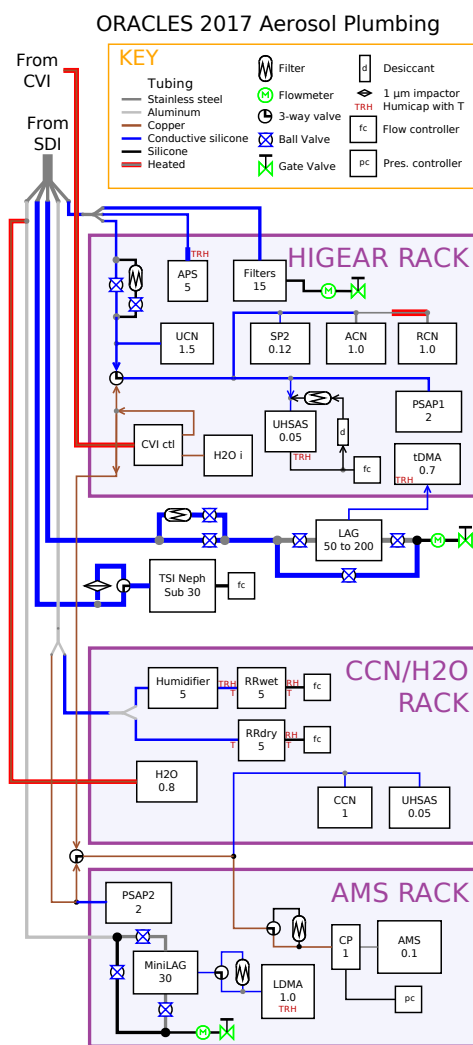 ORACLES 2017 Aerosol Plumbing
From
CVI
From
SDI
KEY
Tubing
Stainless steel
Aluminum
Copper
Conductive silicone
Silicone
Heated
Filter
M
Flowmeter
3-way valve
Ball Valve
Gate Valve
d
Desiccant
1 μm impactor
TRH
Humicap with T
fc
Flow controller
pc
Pres. controller
HIGEAR RACK
TRH
APS
5
Filters
15
M
UCN
1.5
SP2
0.12
ACN
1.0
RCN
1.0
PSAP1
2
UHSAS
0.05
TRH
d
fc
CVI ctl
H2O i
tDMA
0.7
TRH
LAG
50 to 200
M
TSI Neph
Sub 30
fc
CCN/H2O
RACK
Humidifier
5
TRH
T
RRwet
5
RH
T
fc
T
RRdry
5
RH
T
fc
H2O
0.8
CCN
1
UHSAS
0.05
AMS RACK
PSAP2
2
MiniLAG
30
LDMA
1.0
TRH
CP
1
AMS
0.1
pc
M